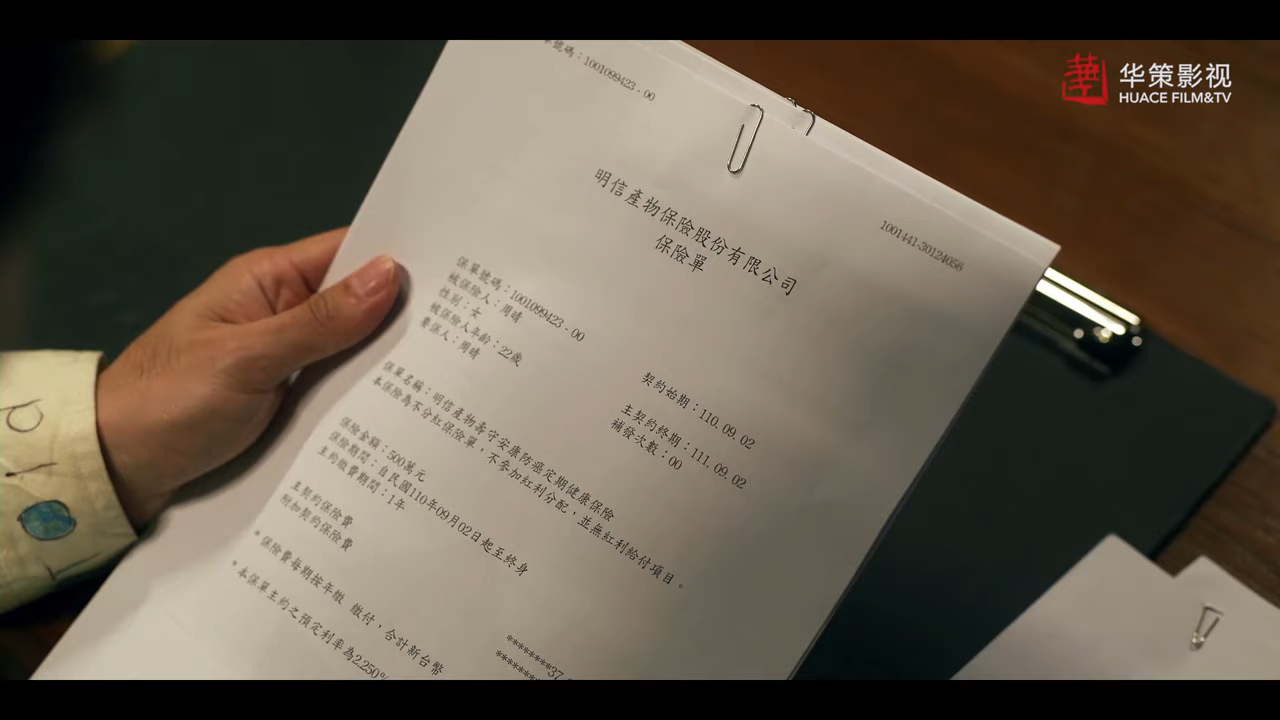 华策影视
HUACE FILM&TV
單號碼：1001099423 - 00
1001441-30124056
明信產物保險股份有限公司
保險單
保單號碼：1001099423 - 00
被保險人：周晴
性別：女
被保險人年齡：22歲
要保人：周晴
契約始期：110.09.02
主契約終期：111.09.02
補發次數：00
保單名稱：明信產物嘉守安康防癌定期健康保險
本保險為不分紅保險單，不參加紅利分配，並無紅利給付項目。
保險金額：500萬元
保險期間：自民國110年09月02日起至終身
主約繳費期間：1年
主契約保險費
附加契約保險費
********37,
*保險費每期按年繳 繳付，合計新台幣
*本保單主約之預定利率為2.250%